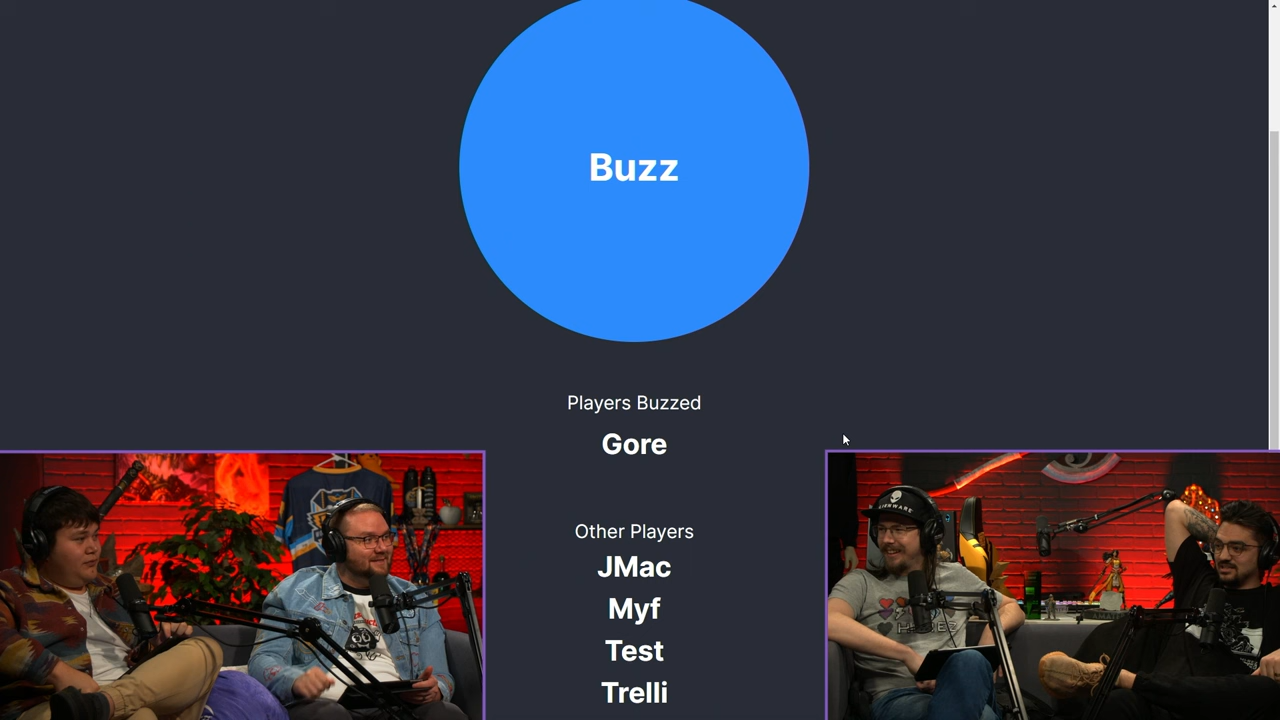 Buzz
Players Buzzed
Gore
Other Players
JMac
Myf
Test
Trelli